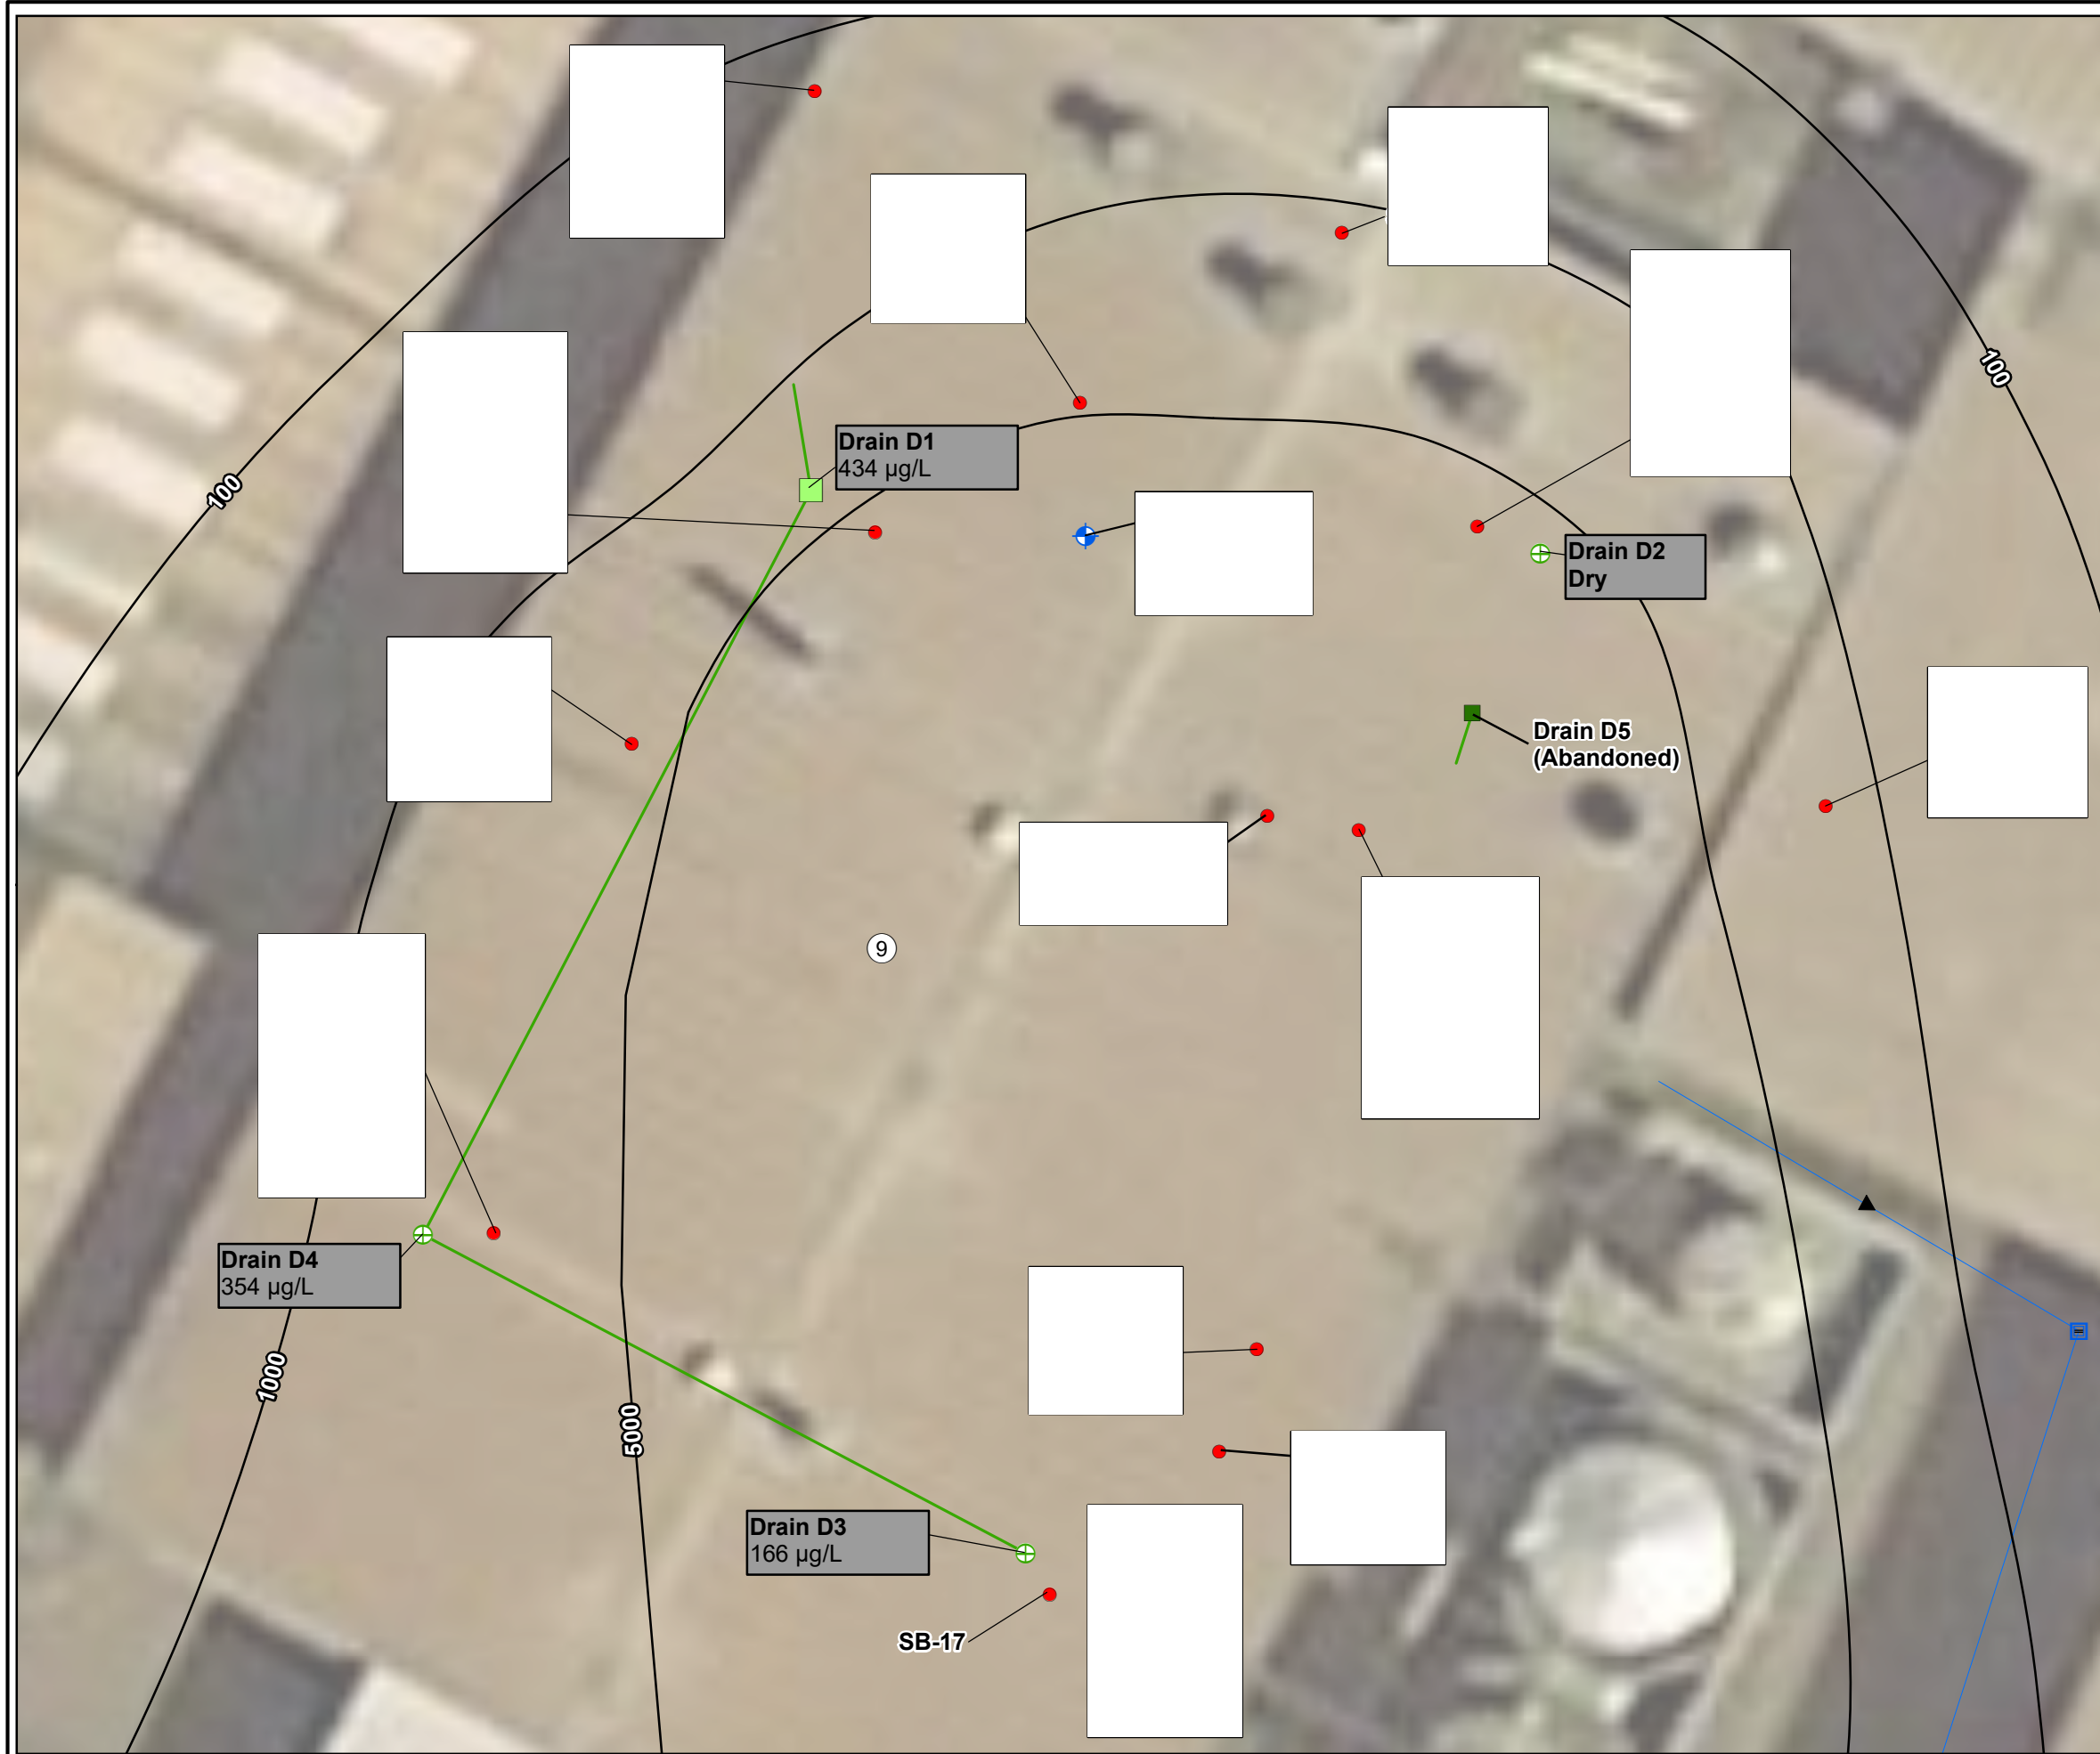 100
Drain D1
434 µg/L
100
Drain D2
Dry
Drain D5
(Abandoned)
9
Drain D4
354 µg/L
1000
5000
Drain D3
166 µg/L
SB-17